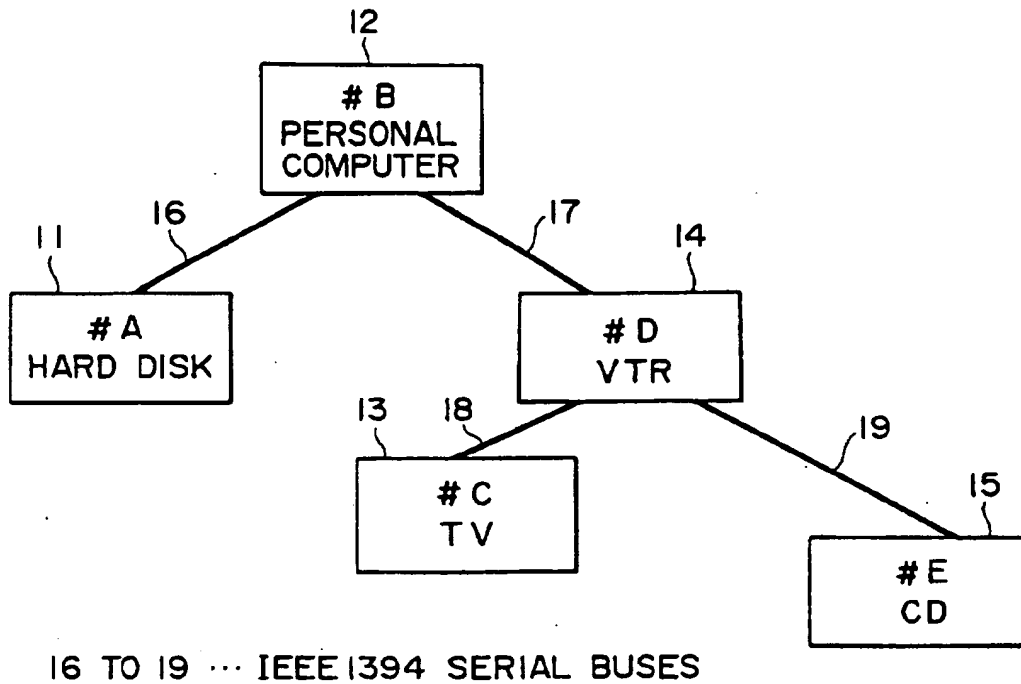 12
# B
PERSONAL
COMPUTER
16
17
11
14
# A
HARD DISK
# D
VTR
13
18
19
# C
TV
15
# E
CD
16 TO 19 ··· IEEE1394 SERIAL BUSES